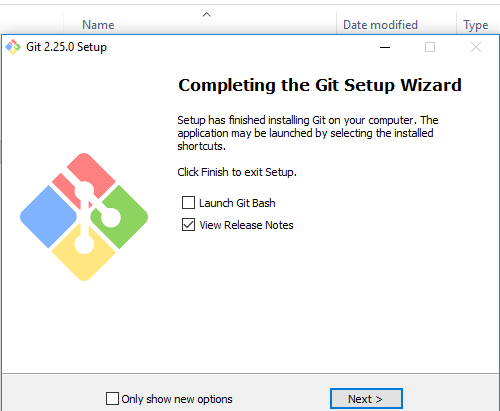 Name
Date modified
Type
Git 2.25.0 Setup
Completing the Git Setup Wizard
Setup has finished installing Git on your computer. The
application may be launched by selecting the installed
shortcuts.
Click Finish to exit Setup.
Launch Git Bash
View Release Notes
Only show new options
Next >